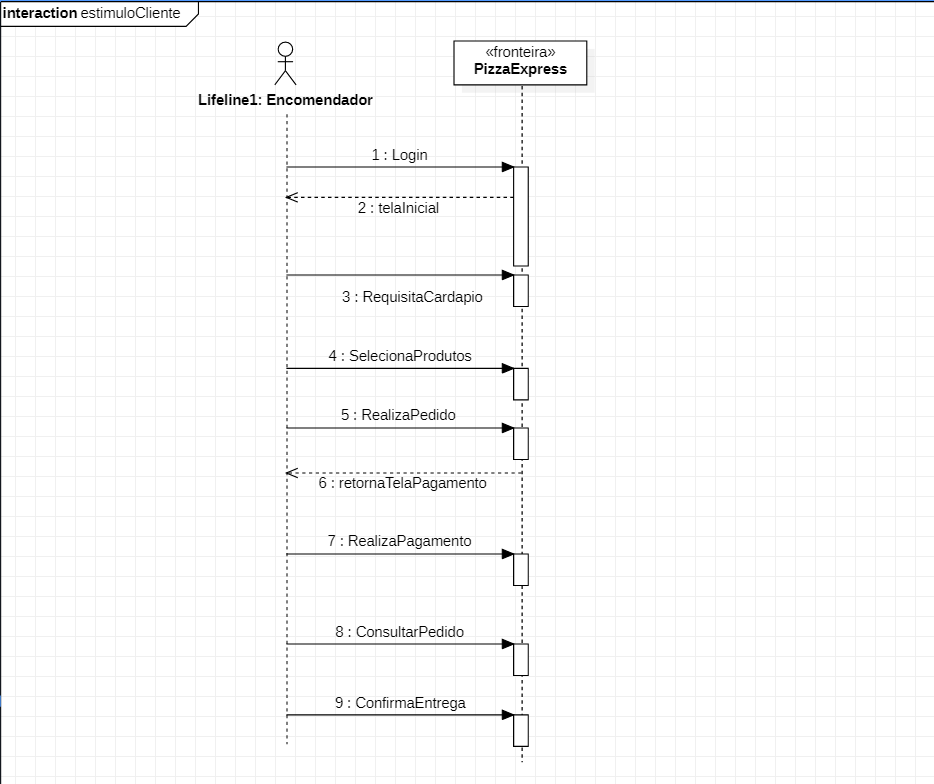 interaction estimuloCliente
«fronteira»
PizzaExpress
Lifeline1: Encomendador
1 : Login
2 : telaInicial
3 : RequisitaCardapio
4 : SelecionaProdutos
5 : RealizaPedido
6 : retornaTelaPagamento
7 : RealizaPagamento
8 : ConsultarPedido
9 : ConfirmaEntrega